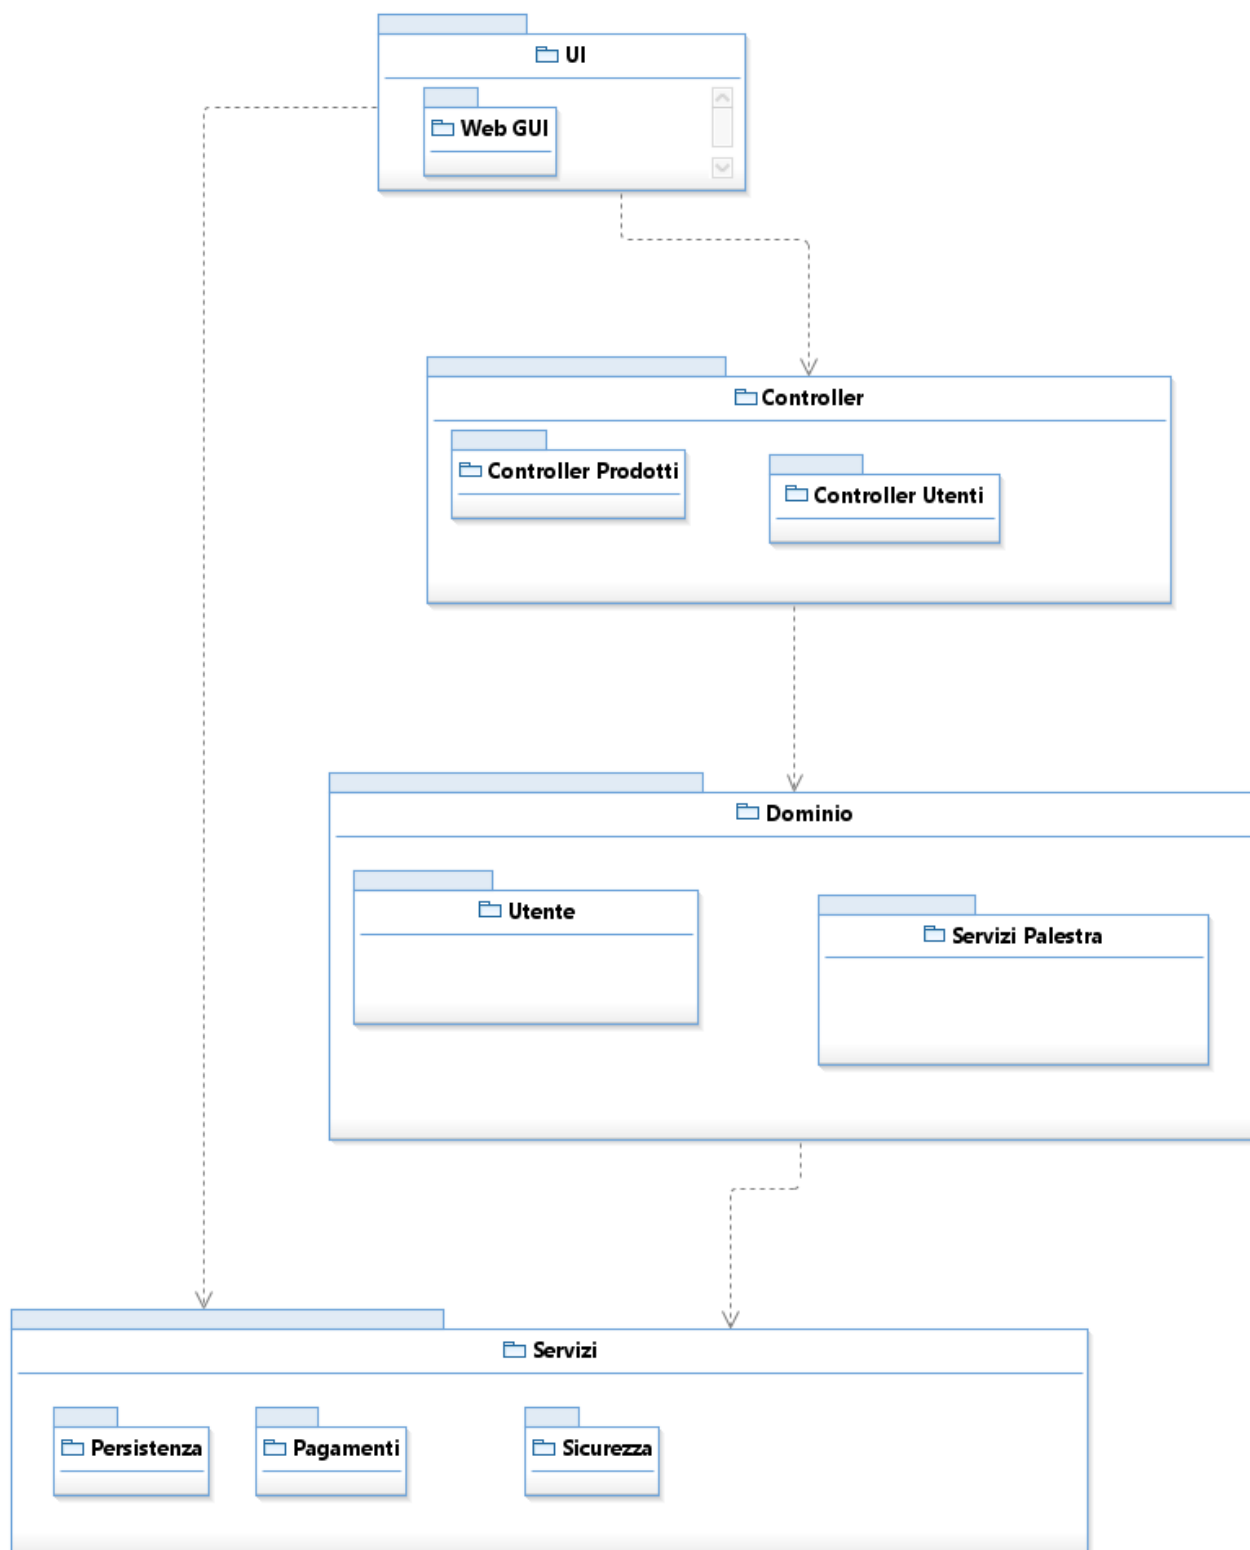 UI
Web GUI
Controller
Controller Prodotti
Controller Utenti
Dominio
Utente
Servizi Palestra
Servizi
Persistenza
Pagamenti
Sicurezza